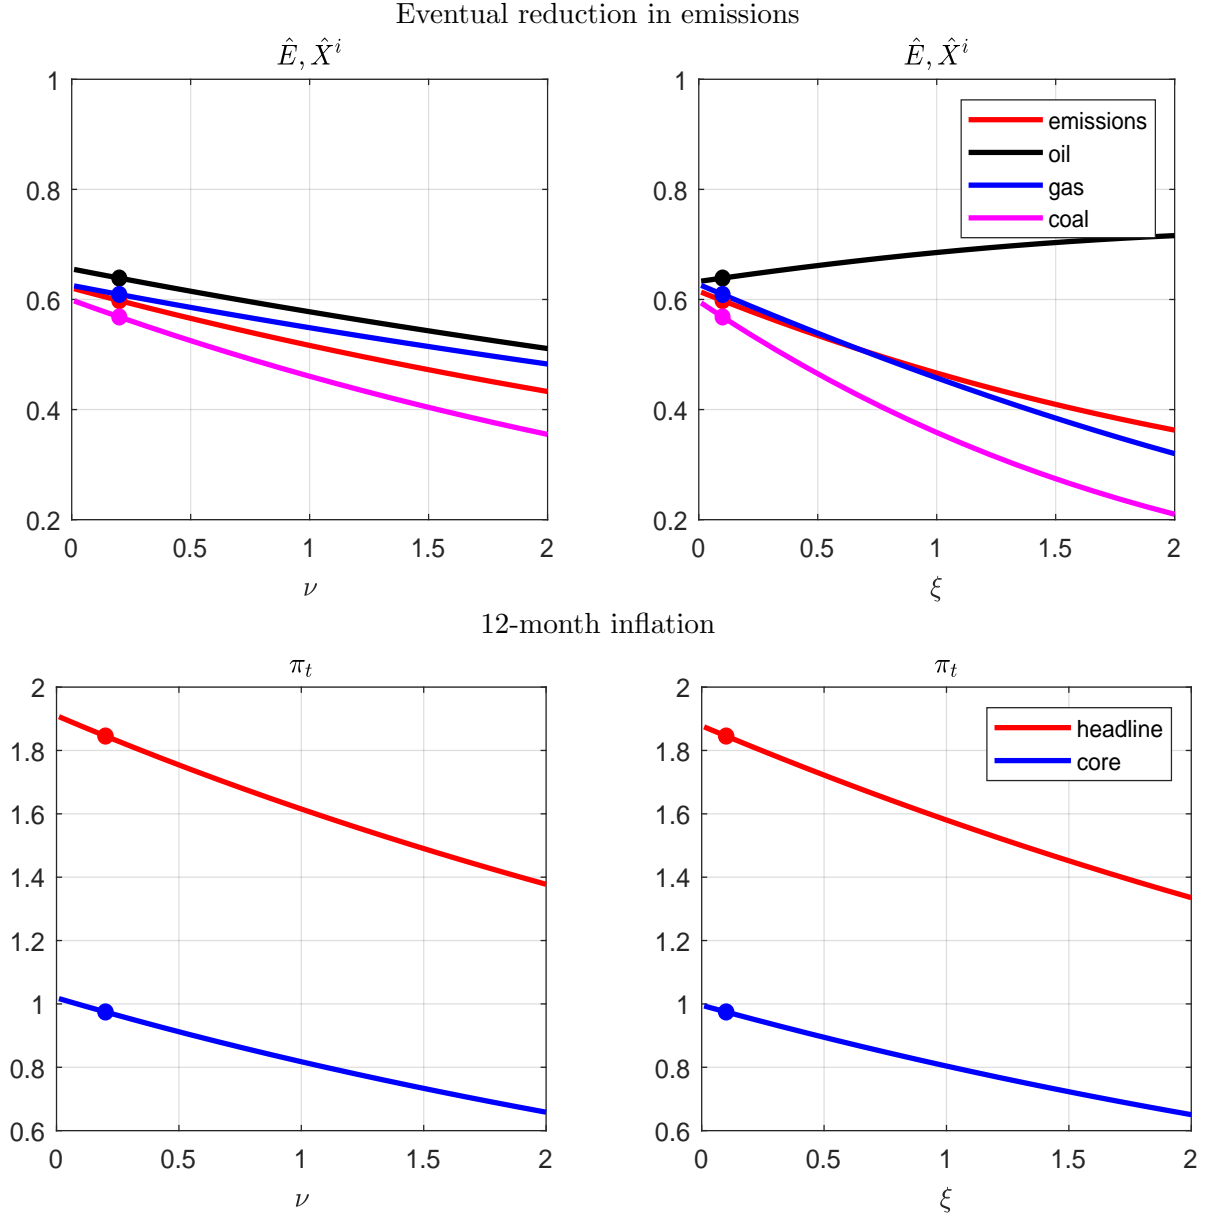 Eventual reduction in emissions
Ê, X̂ⁱ
Ê, X̂ⁱ
1
0.8
0.6
0.4
0.2
0
0.5
1
1.5
2
ν
1
0.8
0.6
0.4
0.2
0
0.5
1
1.5
2
ξ
emissions
oil
gas
coal
12-month inflation
πₜ
πₜ
2
1.8
1.6
1.4
1.2
1
0.8
0.6
0
0.5
1
1.5
2
ν
2
1.8
1.6
1.4
1.2
1
0.8
0.6
0
0.5
1
1.5
2
ξ
headline
core